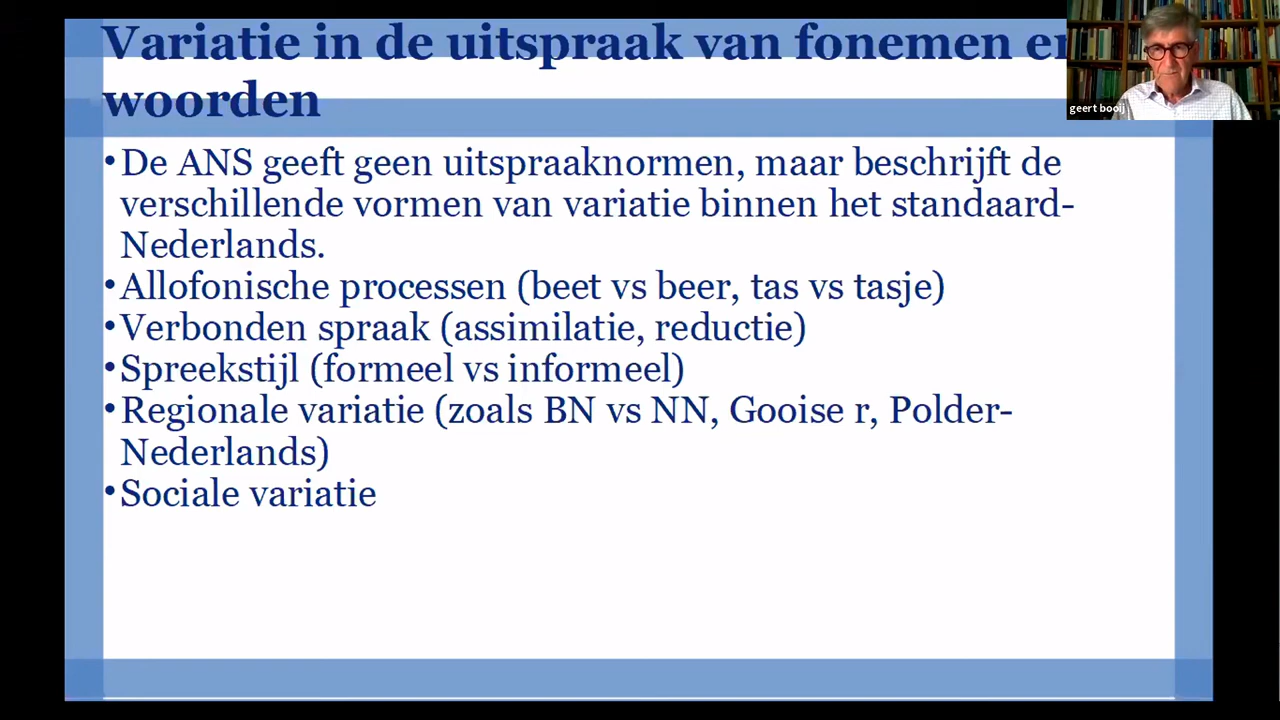 Variatie in de uitspraak van fonemen en
woorden
geert booij
•De ANS geeft geen uitspraaknormen, maar beschrijft de
verschillende vormen van variatie binnen het standaard-
Nederlands.
•Allofonische processen (beet vs beer, tas vs tasje)
•Verbonden spraak (assimilatie, reductie)
•Spreekstijl (formeel vs informeel)
•Regionale variatie (zoals BN vs NN, Gooise r, Polder-
Nederlands)
•Sociale variatie